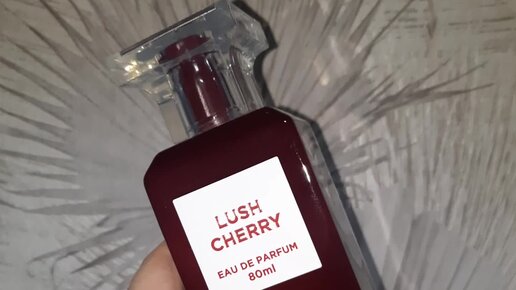 LUSH
CHERRY
EAU DE PARFUM
80ml